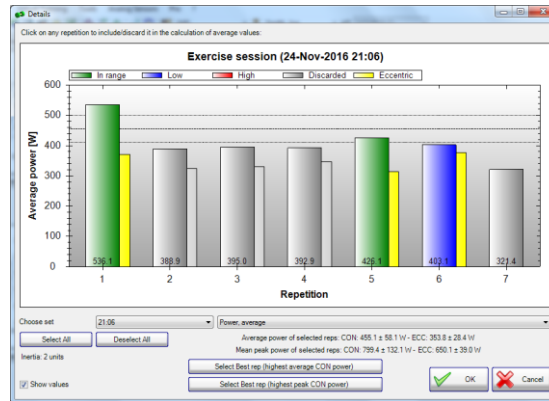 Details
Click on any repetition to include/discard it in the calculation of average values:
Exercise session (24-Nov-2016 21:06)
In range Low High Discarded Eccentric
Average power [W]
600
500
400
300
200
100
0
536.1 388.9 395.0 392.9 426.1 403.1 321.4
1 2 3 4 5 6 7
Repetition
Choose set 21:06 Power, average
Select All Deselect All
Average power of selected reps: CON: 455.1 ± 58.1 W - ECC: 353.8 ± 28.4 W
Mean peak power of selected reps: CON: 799.4 ± 132.1 W - ECC: 650.1 ± 39.0 W
Inertia: 2 units
Select Best rep (highest average CON power)
Show values
Select Best rep (highest peak CON power)
OK Cancel